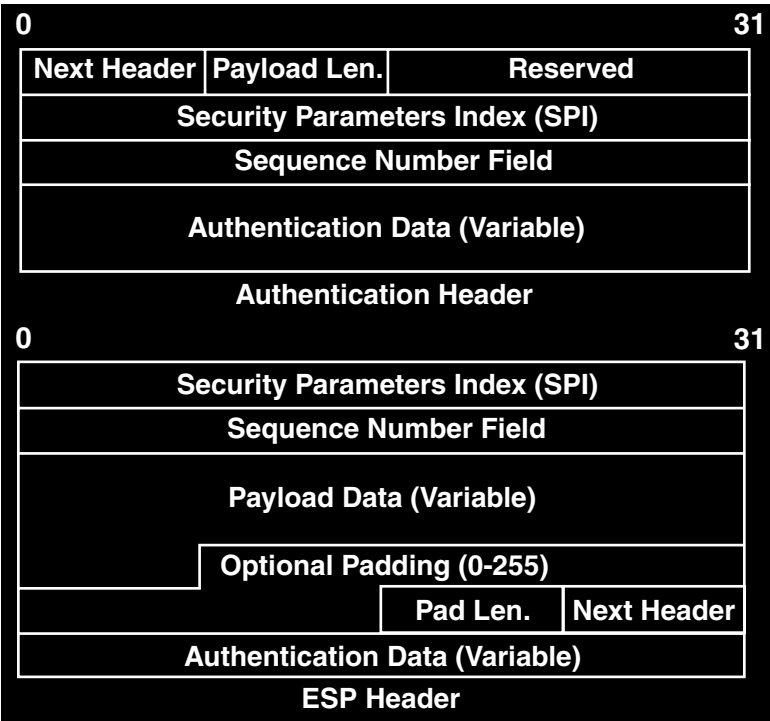 0 31
Next Header Payload Len. Reserved
Security Parameters Index (SPI)
Sequence Number Field
Authentication Data (Variable)
Authentication Header
0 31
Security Parameters Index (SPI)
Sequence Number Field
Payload Data (Variable)
Optional Padding (0-255)
Pad Len. Next Header
Authentication Data (Variable)
ESP Header